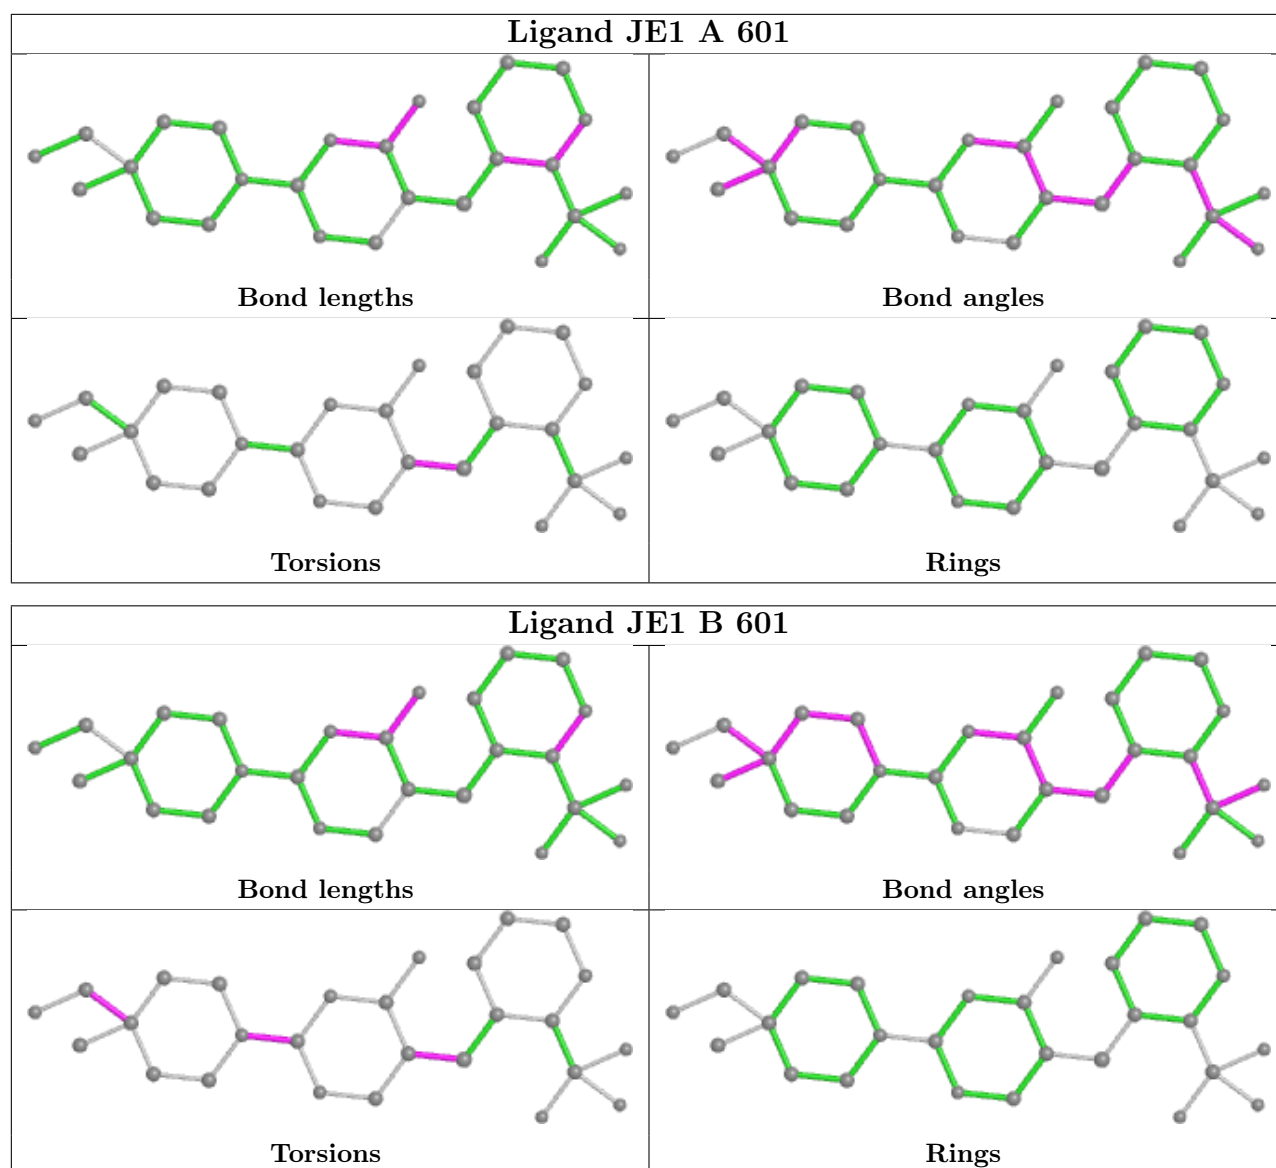 Ligand JE1 A 601
Bond lengths
Bond angles
Torsions
Rings
Ligand JE1 B 601
Bond lengths
Bond angles
Torsions
Rings